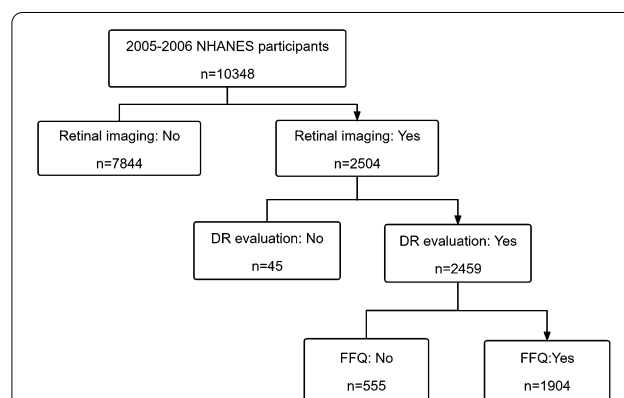 2005-2006 NHANES participants
n=10348
Retinal imaging: No
n=7844
Retinal imaging: Yes
n=2504
DR evaluation: No
n=45
DR evaluation: Yes
n=2459
FFQ: No
n=555
FFQ:Yes
n=1904